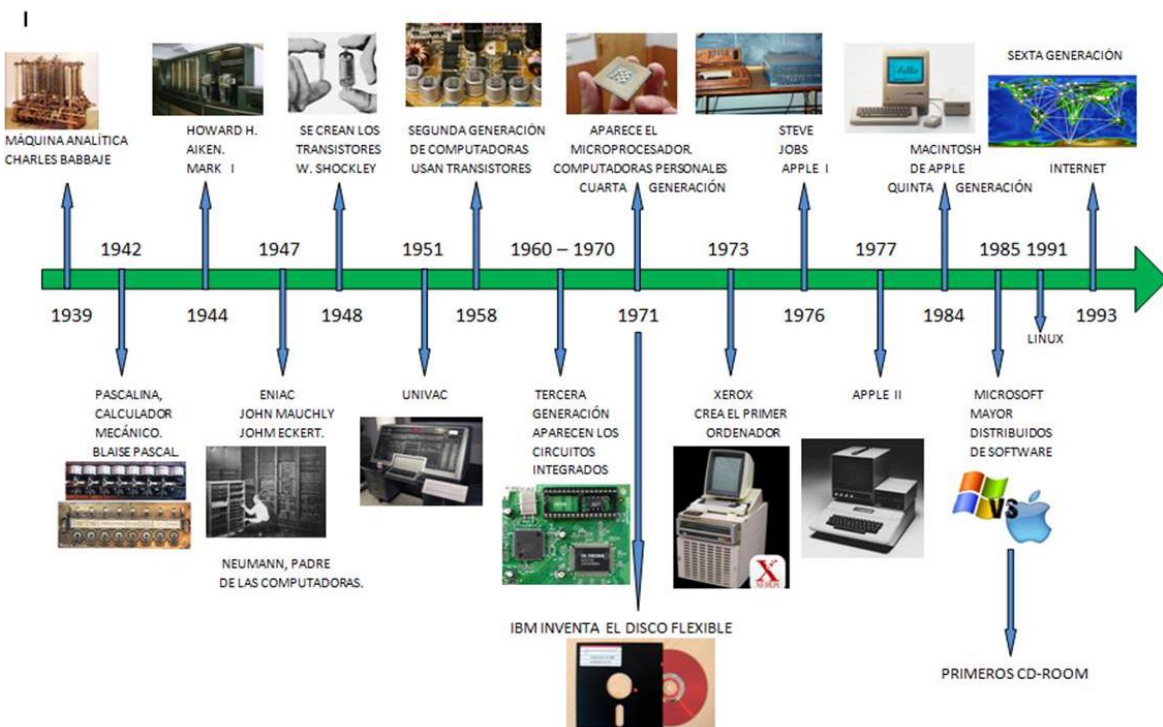 I
MÁQUINA ANALÍTICA
CHARLES BABBAJE
HOWARD H.
AIKEN.
MARK I
SE CREAN LOS
TRANSISTORES
W. SHOCKLEY
SEGUNDA GENERACIÓN
DE COMPUTADORAS
USAN TRANSISTORES
APARECE EL
MICROPROCESADOR.
COMPUTADORAS PERSONALES
CUARTA GENERACIÓN
STEVE
JOBS
APPLE I
MACINTOSH
DE APPLE
QUINTA GENERACIÓN
SEXTA GENERACIÓN
INTERNET
1942
1947
1951
1960 – 1970
1973
1977
1985
1991
1939
1944
1948
1958
1971
1976
1984
1993
LINUX
PASCALINA,
CALCULADOR
MECÁNICO.
BLAISE PASCAL.
ENIAC
JOHN MAUCHLY
JOHM ECKERT.
NEUMANN, PADRE
DE LAS COMPUTADORAS.
UNIVAC
TERCERA
GENERACIÓN
APARECEN LOS
CIRCUITOS
INTEGRADOS
XEROX
CREA EL PRIMER
ORDENADOR
X
XEROX
APPLE II
MICROSOFT
MAYOR
DISTRIBUIDOS
DE SOFTWARE
VS
IBM INVENTA EL DISCO FLEXIBLE
PRIMEROS CD-ROOM
hello